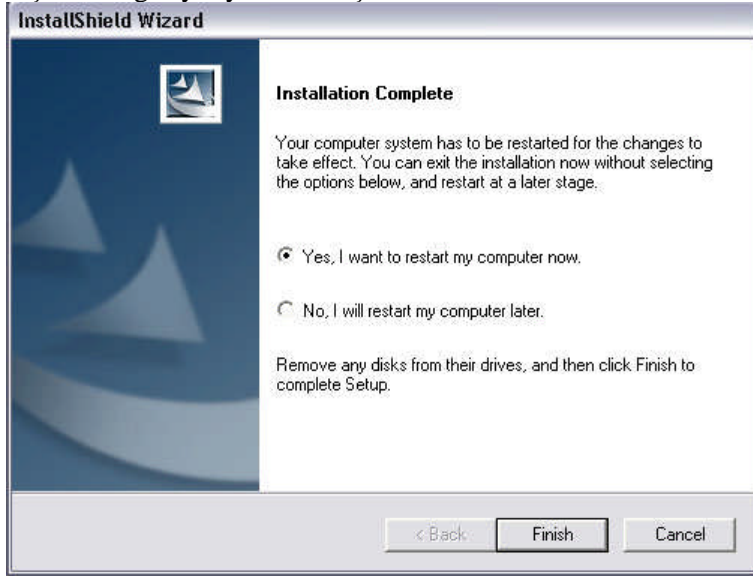 InstallShield Wizard
Installation Complete
Your computer system has to be restarted for the changes to
take effect. You can exit the installation now without selecting
the options below, and restart at a later stage.
Yes, I want to restart my computer now.
No, I will restart my computer later.
Remove any disks from their drives, and then click Finish to
complete Setup.
< Back Finish Cancel